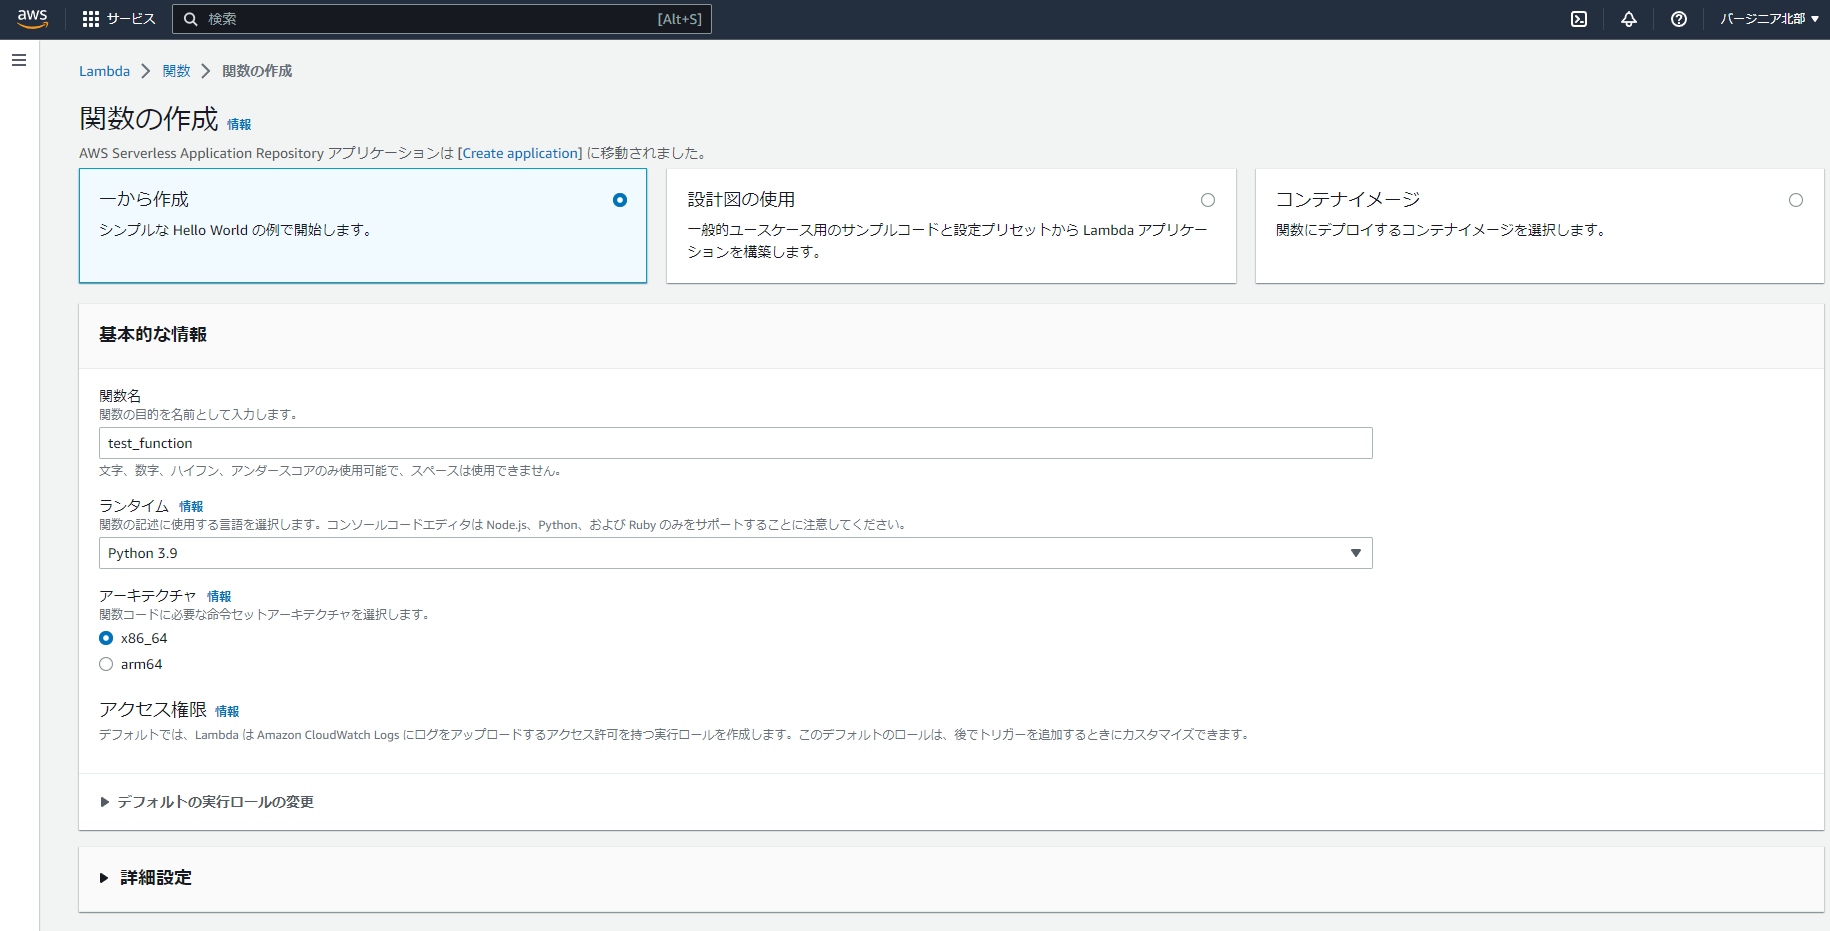 aws サービス 検索 [Alt+S] バージニア北部
Lambda 関数 関数の作成
関数の作成 情報
AWS Serverless Application Repository アプリケーションは [Create application] に移動されました。
一から作成
シンプルな Hello World の例で開始します。
設計図の使用
一般的ユースケース用のサンプルコードと設定プリセットから Lambda アプリケー
ションを構築します。
コンテナイメージ
関数にデプロイするコンテナイメージを選択します。
基本的な情報
関数名
関数の目的を名前として入力します。
test_function
文字、数字、ハイフン、アンダースコアのみ使用可能で、スペースは使用できません。
ランタイム 情報
関数の記述に使用する言語を選択します。コンソールコードエディタは Node.js、Python、および Ruby のみをサポートすることに注意してください。
Python 3.9
アーキテクチャ 情報
関数コードに必要な命令セットアーキテクチャを選択します。
x86_64
arm64
アクセス権限 情報
デフォルトでは、Lambda は Amazon CloudWatch Logs にログをアップロードするアクセス許可を持つ実行ロールを作成します。このデフォルトのロールは、後でトリガーを追加するときにカスタマイズできます。
デフォルトの実行ロールの変更
詳細設定